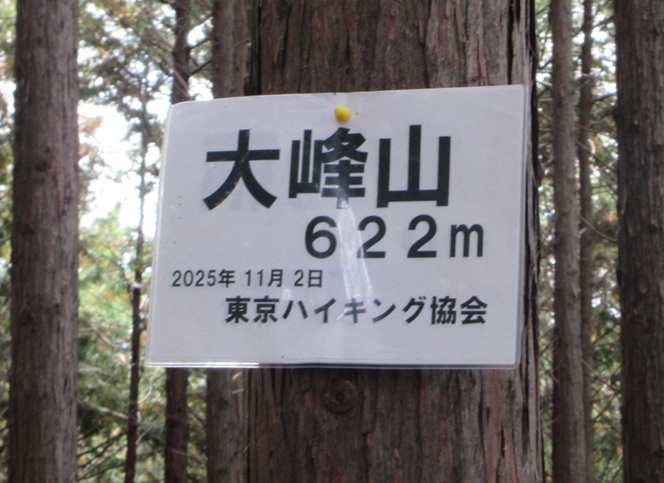 大峰山
６２２ｍ
2025年 11月 2日
東京ハイキング協会